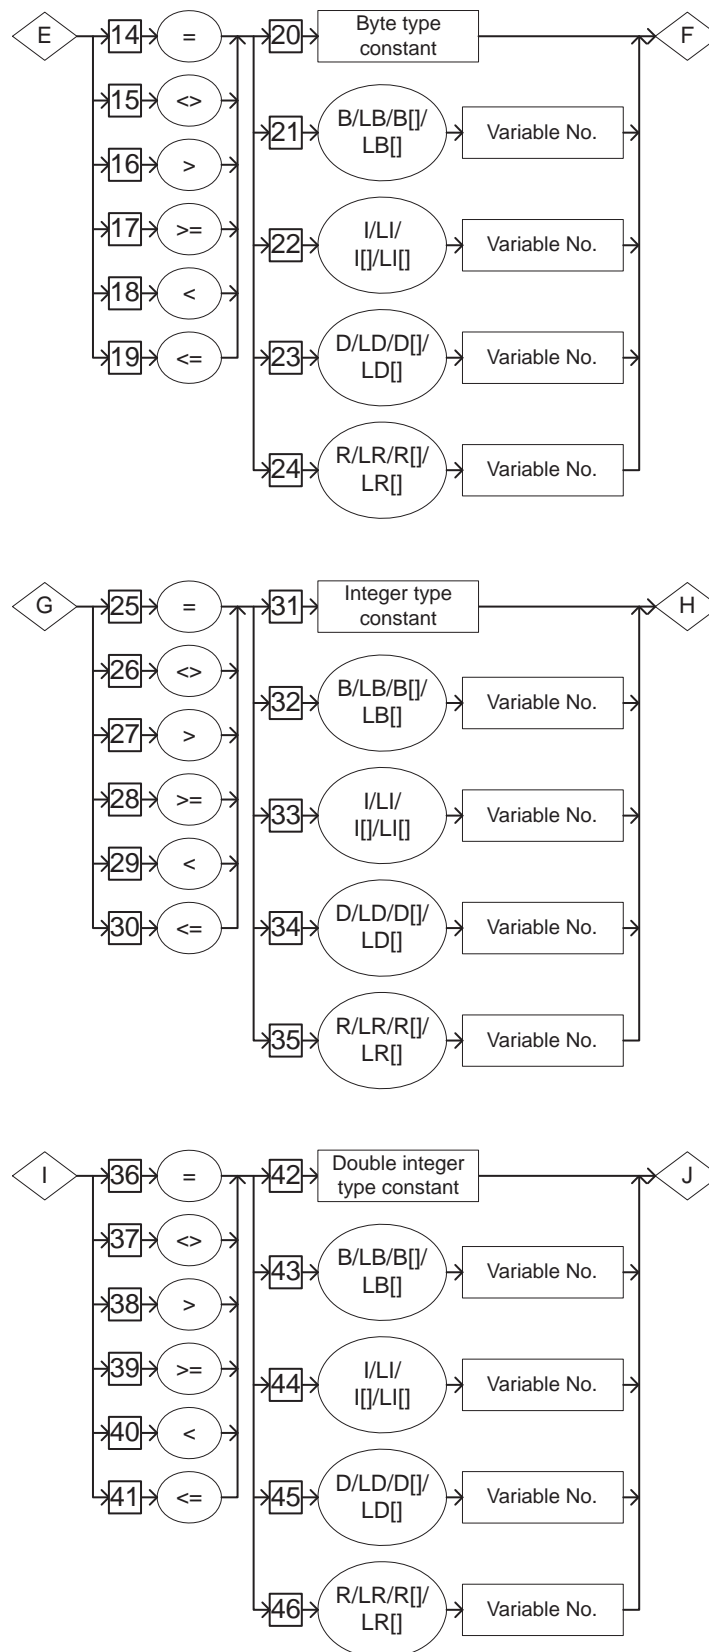 E 14 = 20 Byte type F
constant
15 <> 21 B/LB/B[]/ Variable No.
LB[]
16 >
17 >= 22 I/LI/ Variable No.
I[]/LI[]
18 <
19 <= 23 D/LD/D[]/ Variable No.
LD[]
24 R/LR/R[]/ Variable No.
LR[]
G 25 = 31 Integer type H
constant
26 <> 32 B/LB/B[]/ Variable No.
LB[]
27 >
28 >= 33 I/LI/ Variable No.
I[]/LI[]
29 <
30 <= 34 D/LD/D[]/ Variable No.
LD[]
35 R/LR/R[]/ Variable No.
LR[]
I 36 = 42 Double integer J
type constant
37 <> 43 B/LB/B[]/ Variable No.
LB[]
38 >
39 >= 44 I/LI/ Variable No.
I[]/LI[]
40 <
41 <= 45 D/LD/D[]/ Variable No.
LD[]
46 R/LR/R[]/ Variable No.
LR[]